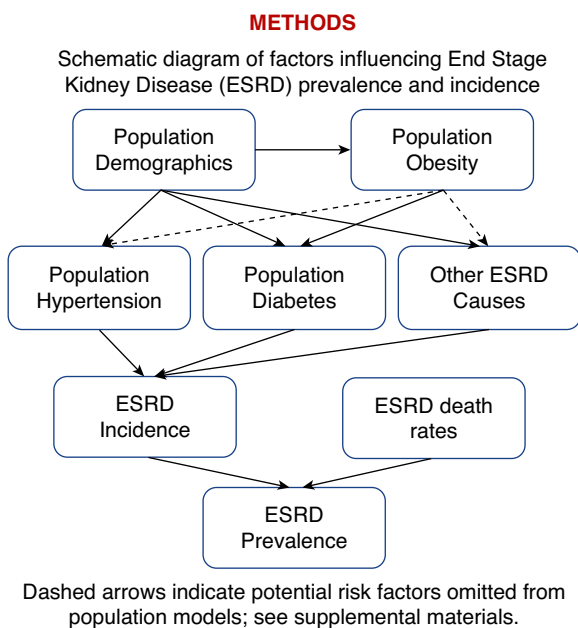 METHODS
Schematic diagram of factors influencing End Stage
Kidney Disease (ESRD) prevalence and incidence
Population
Demographics
Population
Obesity
Population
Hypertension
Population
Diabetes
Other ESRD
Causes
ESRD
Incidence
ESRD death
rates
ESRD
Prevalence
Dashed arrows indicate potential risk factors omitted from
population models; see supplemental materials.